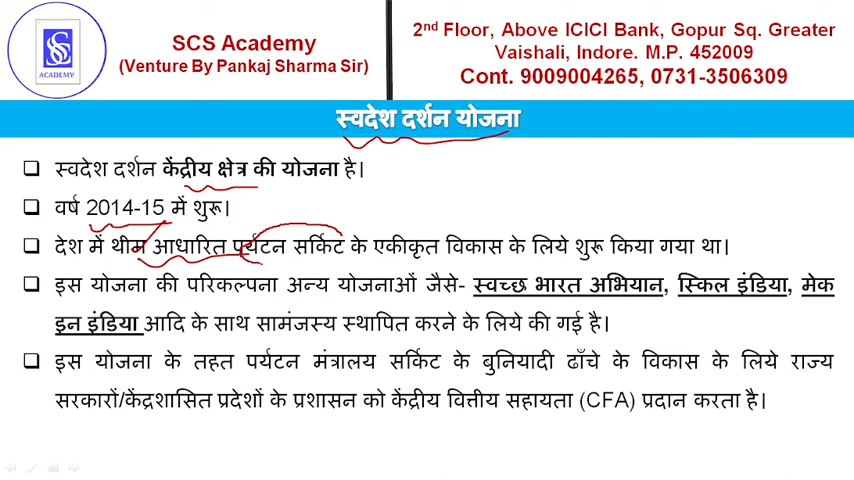 SCS Academy
(Venture By Pankaj Sharma Sir)
2nd Floor, Above ICICI Bank, Gopur Sq. Greater
Vaishali, Indore. M.P. 452009
Cont. 9009004265, 0731-3506309
SCS
ACADEMY
स्वदेश दर्शन योजना
❑ स्वदेश दर्शन केंद्रीय क्षेत्र की योजना है।
❑ वर्ष 2014-15 में शुरू।
❑ देश में थीम आधारित पर्यटन सर्किट के एकीकृत विकास के लिये शुरू किया गया था।
❑ इस योजना की परिकल्पना अन्य योजनाओं जैसे- स्वच्छ भारत अभियान, स्किल इंडिया, मेक
इन इंडिया आदि के साथ सामंजस्य स्थापित करने के लिये की गई है।
❑ इस योजना के तहत पर्यटन मंत्रालय सर्किट के बुनियादी ढाँचे के विकास के लिये राज्य
सरकारों/केंद्रशासित प्रदेशों के प्रशासन को केंद्रीय वित्तीय सहायता (CFA) प्रदान करता है।